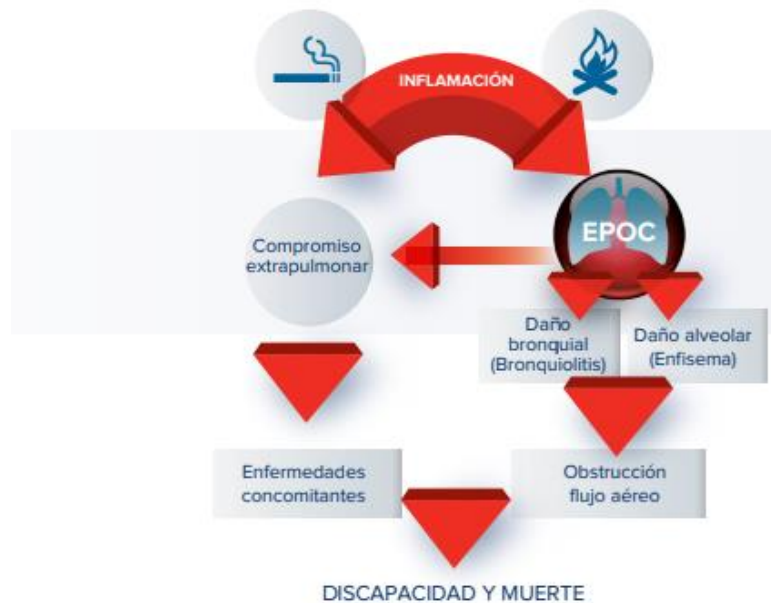 INFLAMACIÓN
EPOC
Compromiso
extrapulmonar
Daño
bronquial
(Bronquiolitis)
Daño alveolar
(Enfisema)
Enfermedades
concomitantes
Obstrucción
flujo aéreo
DISCAPACIDAD Y MUERTE